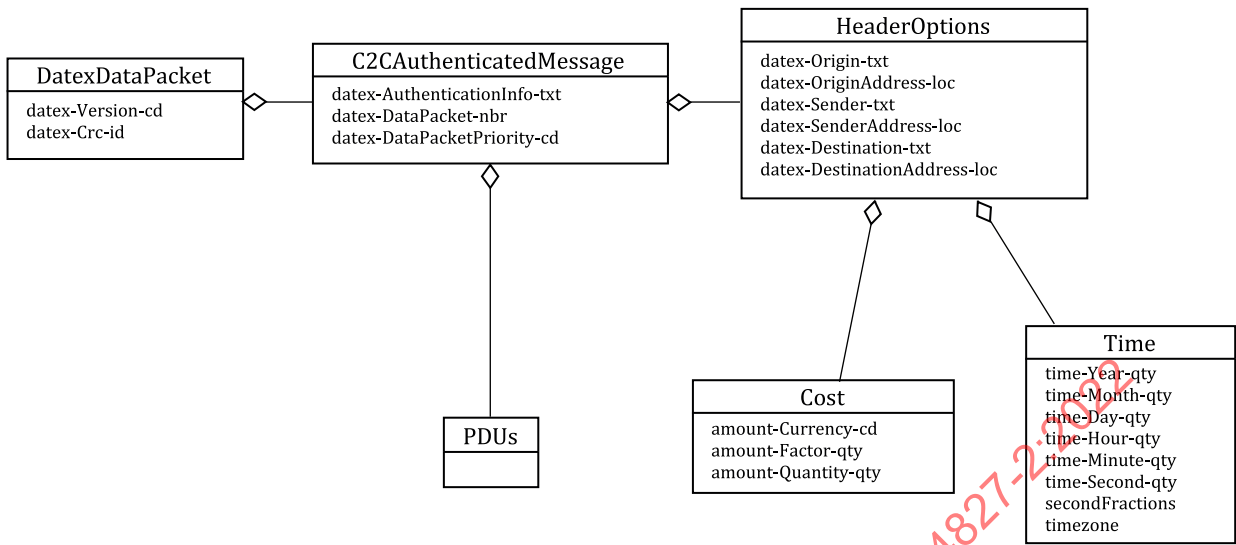 DatexDataPacket
datex-Version-cd
datex-Crc-id
C2CAuthenticatedMessage
datex-AuthenticationInfo-txt
datex-DataPacket-nbr
datex-DataPacketPriority-cd
HeaderOptions
datex-Origin-txt
datex-OriginAddress-loc
datex-Sender-txt
datex-SenderAddress-loc
datex-Destination-txt
datex-DestinationAddress-loc
PDUs
Cost
amount-Currency-cd
amount-Factor-qty
amount-Quantity-qty
Time
time-Year-qty
time-Month-qty
time-Day-qty
time-Hour-qty
time-Minute-qty
time-Second-qty
secondFractions
timezone
4827-2:2022